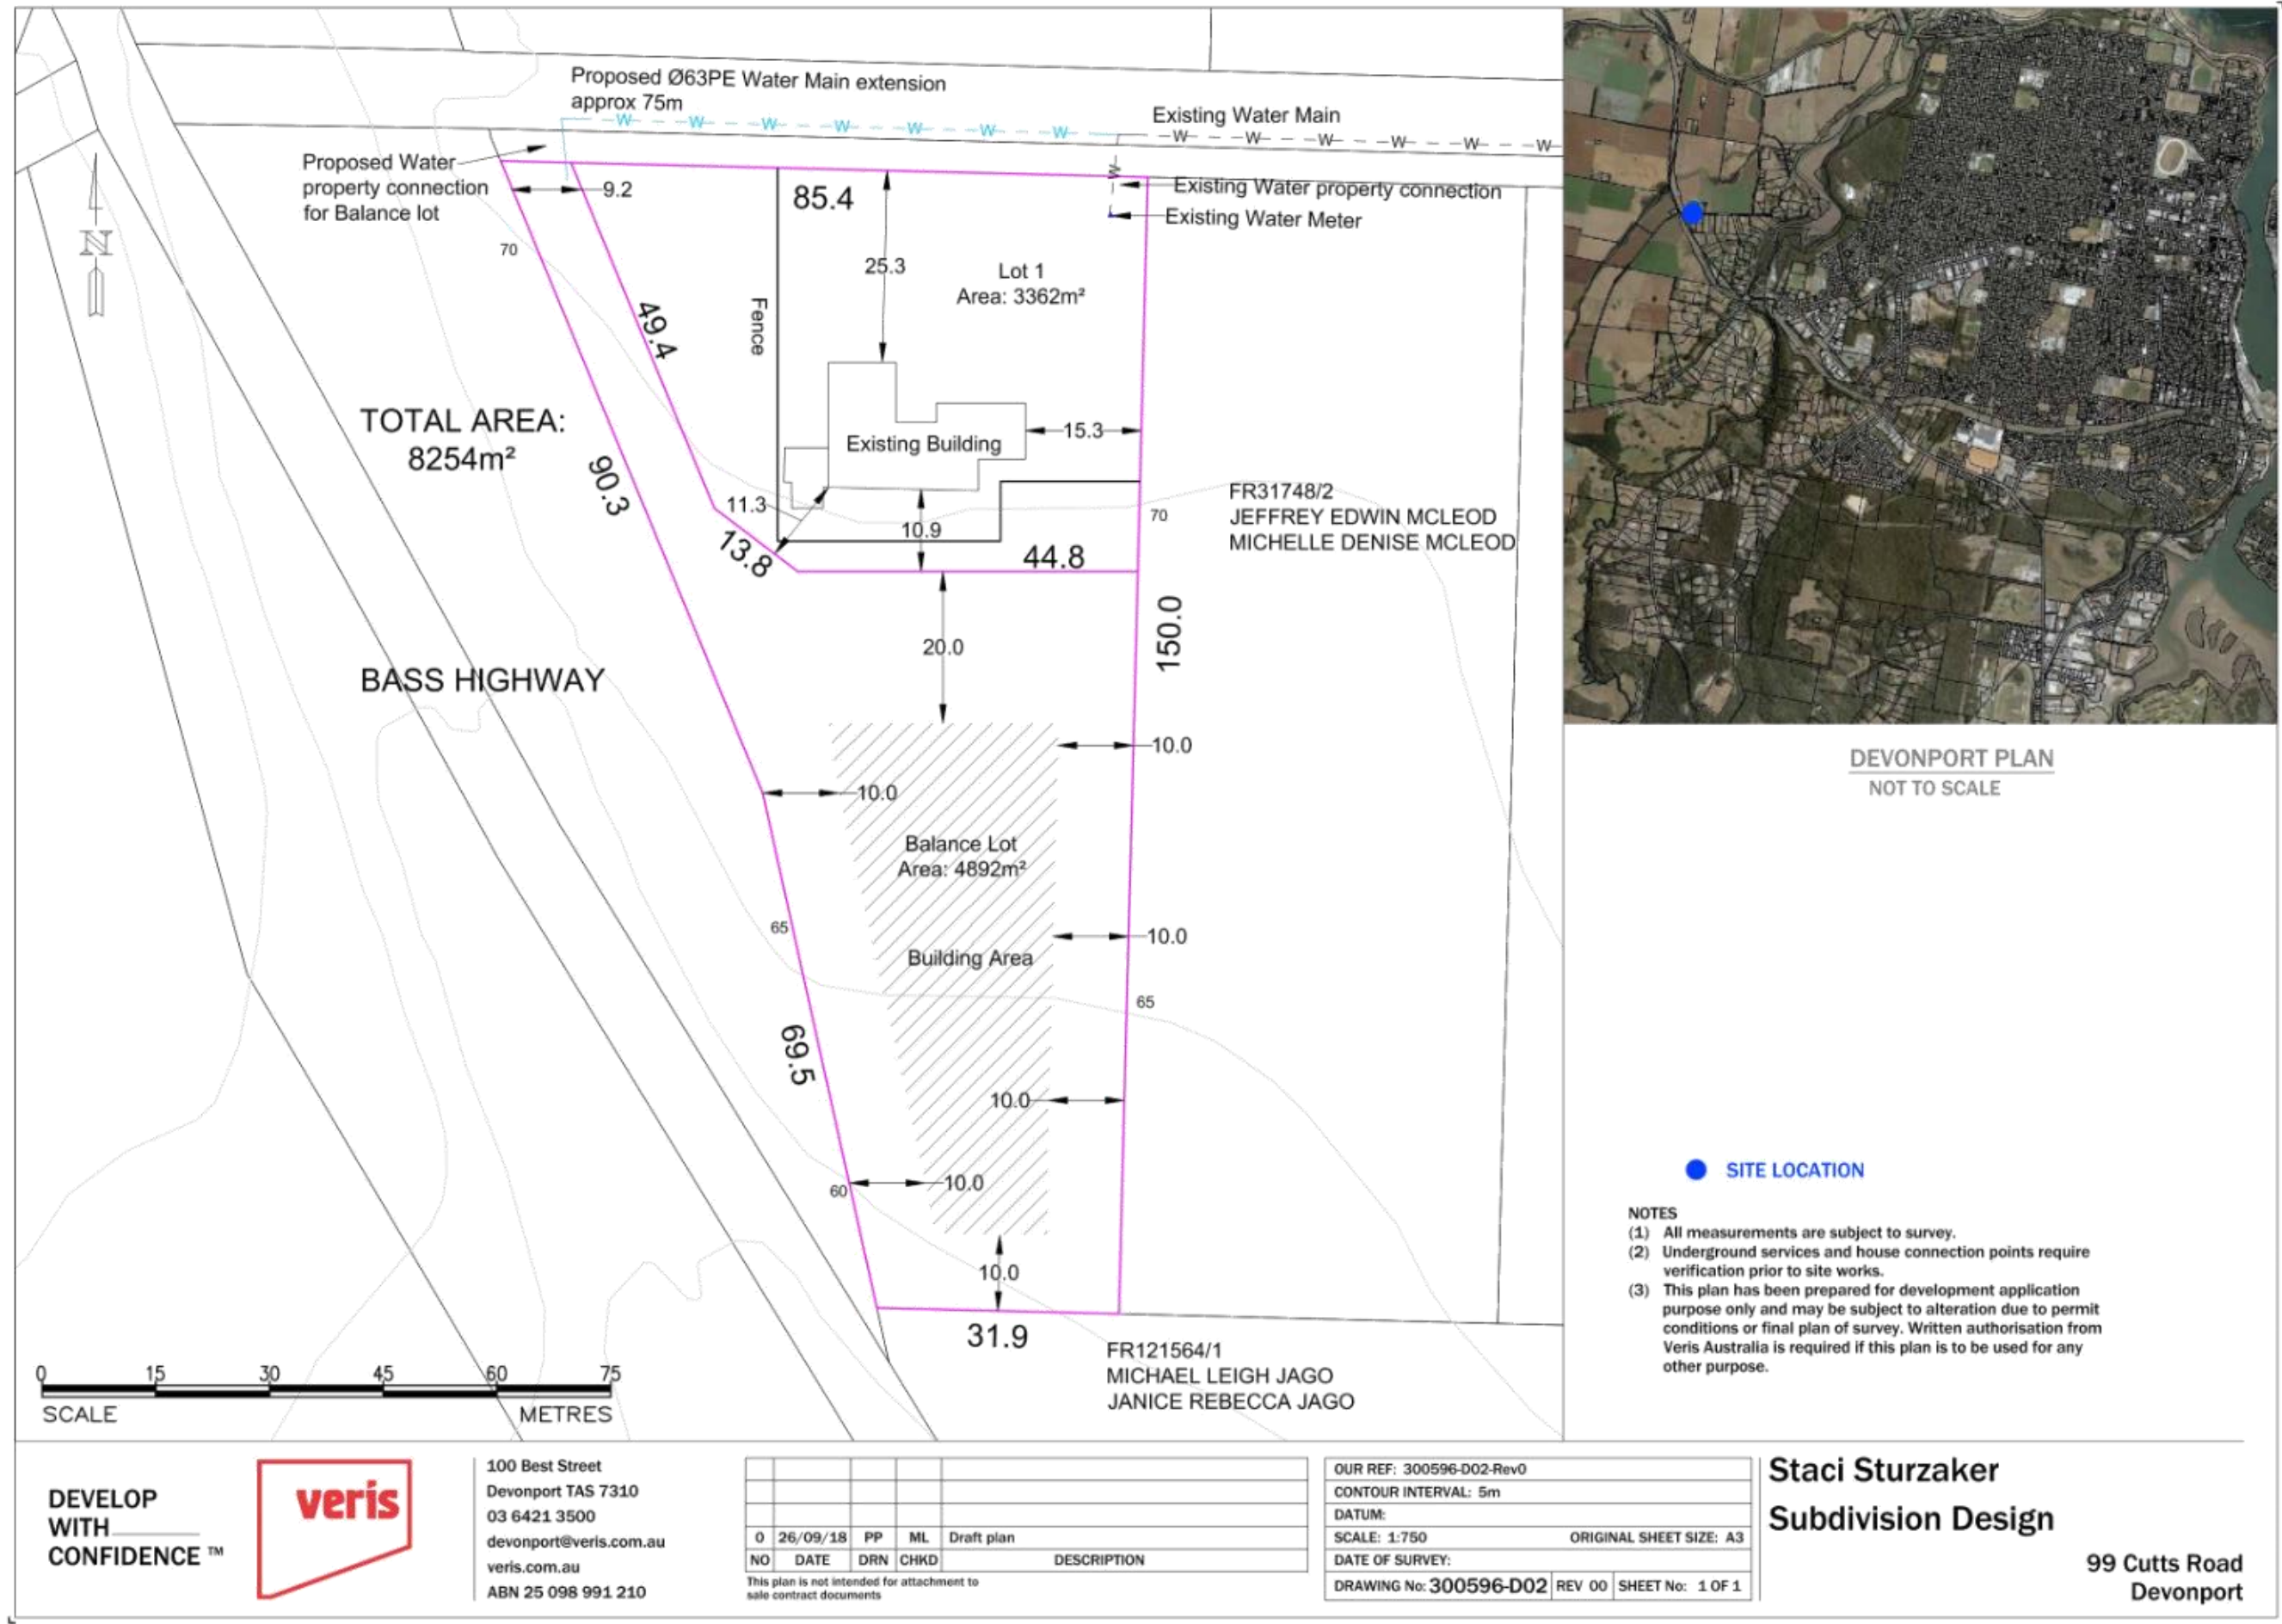 Proposed Ø63PE Water Main extension
approx 75m
Existing Water Main
W W W W W W W
W W W W W W
W
Proposed Water
property connection
for Balance lot
9.2
85.4
Existing Water property connection
Existing Water Meter
N
70
25.3
Lot 1
Area: 3362m²
49.4
Fence
TOTAL AREA:
8254m²
Existing Building
15.3
90.3
11.3
10.9
13.8
44.8
70
FR31748/2
JEFFREY EDWIN MCLEOD
MICHELLE DENISE MCLEOD
150.0
20.0
BASS HIGHWAY
10.0
10.0
Balance Lot
Area: 4892m²
65
10.0
Building Area
65
69.5
10.0
10.0
60
10.0
31.9
FR121564/1
MICHAEL LEIGH JAGO
JANICE REBECCA JAGO
0 15 30 45 60 75
SCALE METRES
DEVONPORT PLAN
NOT TO SCALE
SITE LOCATION
NOTES
(1) All measurements are subject to survey.
(2) Underground services and house connection points require
verification prior to site works.
(3) This plan has been prepared for development application
purpose only and may be subject to alteration due to permit
conditions or final plan of survey. Written authorisation from
Veris Australia is required if this plan is to be used for any
other purpose.
DEVELOP
WITH
CONFIDENCE ™
veris
100 Best Street
Devonport TAS 7310
03 6421 3500
devonport@veris.com.au
veris.com.au
ABN 25 098 991 210
0 26/09/18 PP ML Draft plan
NO DATE DRN CHKD DESCRIPTION
This plan is not intended for attachment to
sale contract documents
OUR REF: 300596-D02-Rev0
CONTOUR INTERVAL: 5m
DATUM:
SCALE: 1:750 ORIGINAL SHEET SIZE: A3
DATE OF SURVEY:
DRAWING No: 300596-D02 REV 00 SHEET No: 1 OF 1
Staci Sturzaker
Subdivision Design
99 Cutts Road
Devonport